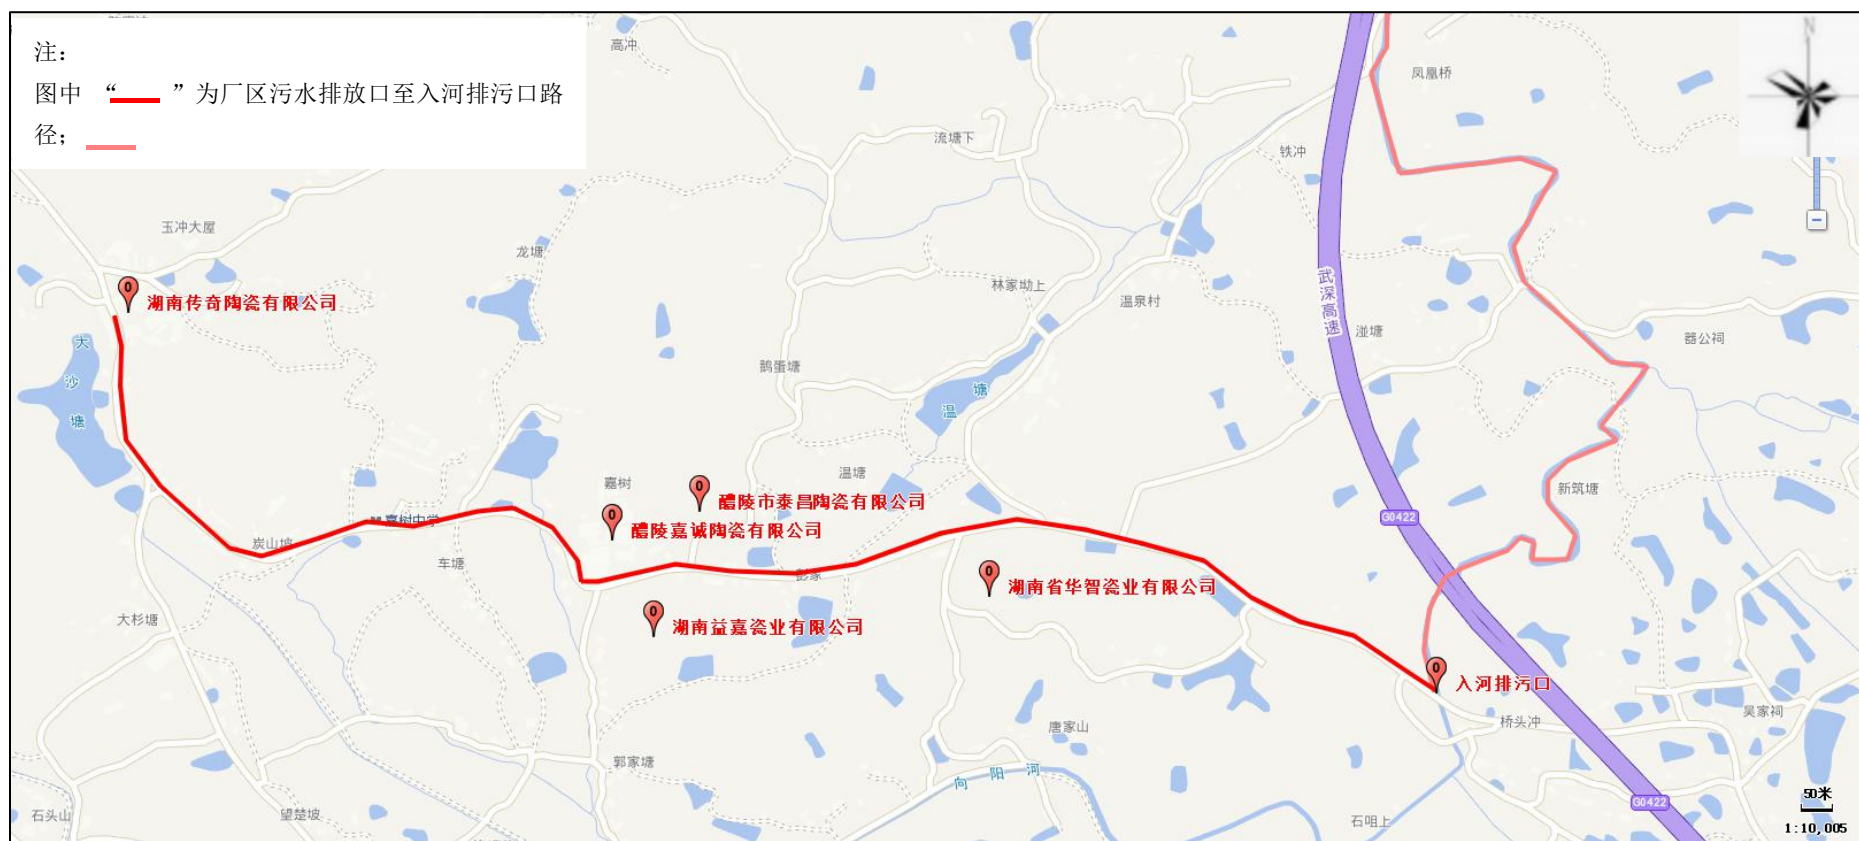 注：
图中 “ ”为厂区污水排放口至入河排污口路
径；
高冲
凤凰桥
N
流塘下
铁冲
玉冲大屋
龙塘
林家坳上
温泉村
武深高速
湴塘
器公祠
湖南传奇陶瓷有限公司
大沙塘
鹅蛋塘
温塘
嘉树
温塘
醴陵市泰昌陶瓷有限公司
醴陵嘉诚陶瓷有限公司
新筑塘
G0422
嘉树中学
炭山坡
车塘
彭家
湖南省华智瓷业有限公司
大杉塘
湖南益嘉瓷业有限公司
入河排污口
桥头冲
吴家祠
唐家山
郭家塘
向阳河
石头山
望楚坡
石咀上
G0422
50米
1:10,005